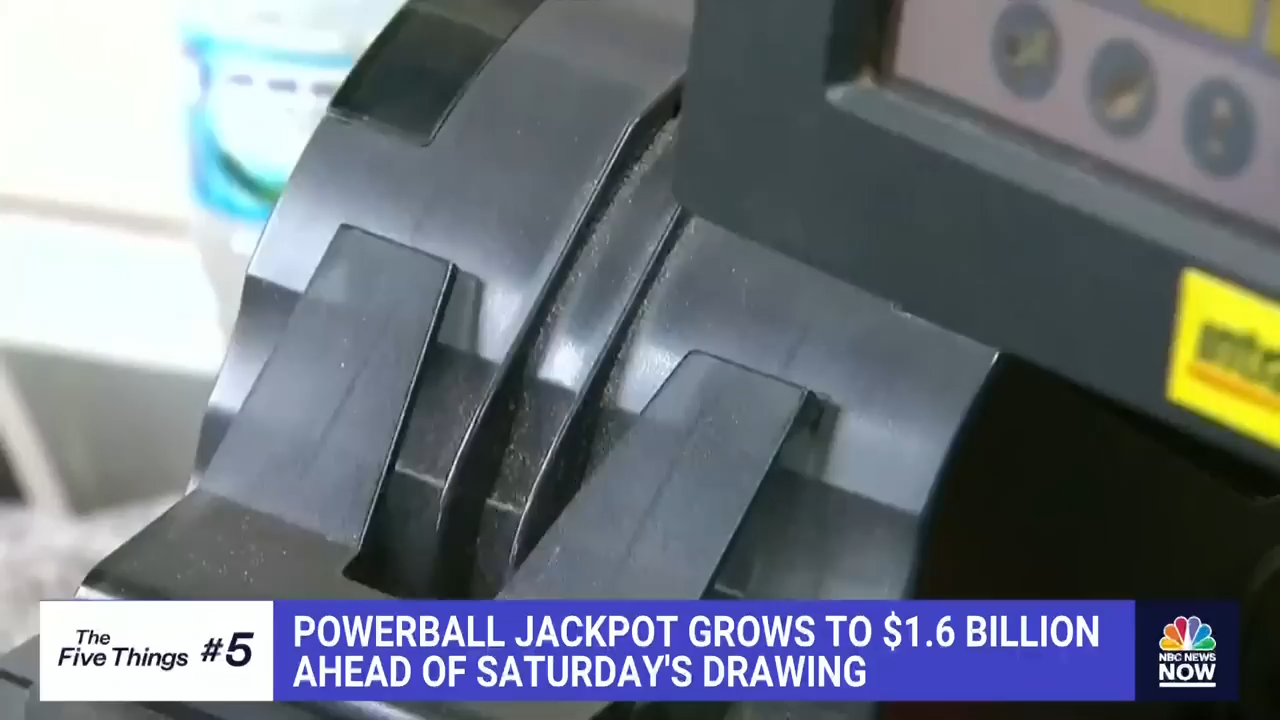 The
Five Things #5
POWERBALL JACKPOT GROWS TO $1.6 BILLION
AHEAD OF SATURDAY'S DRAWING
NBC NEWS
NOW